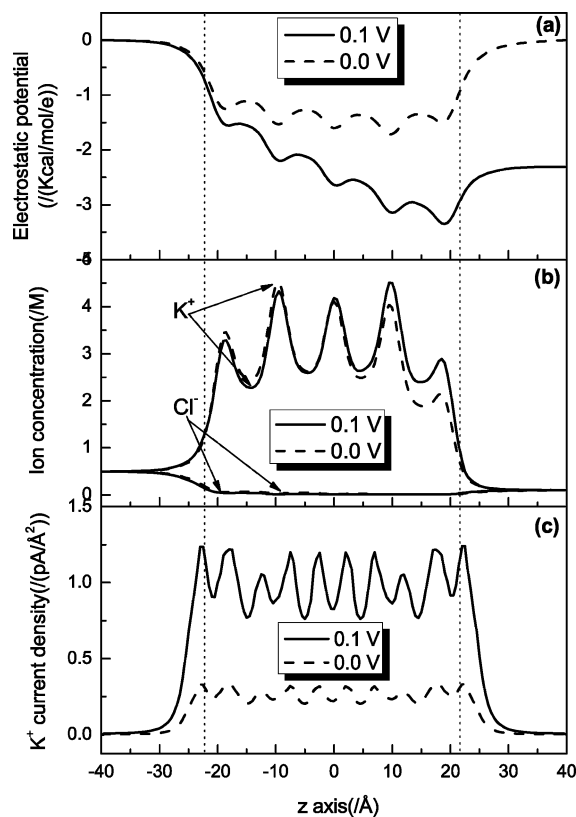 (a)
0.1 V
0.0 V
Electrostatic potential
(/(Kcal/mol/e)
0
-1
-2
-3
(b)
K+
Cl-
0.1 V
0.0 V
Ion concentration(/M)
5
4
3
2
1
0
(c)
0.1 V
0.0 V
K+ current density(/(pA/Å2)
1.5
1.0
0.5
0.0
-40 -30 -20 -10 0 10 20 30 40
z axis(/Å)